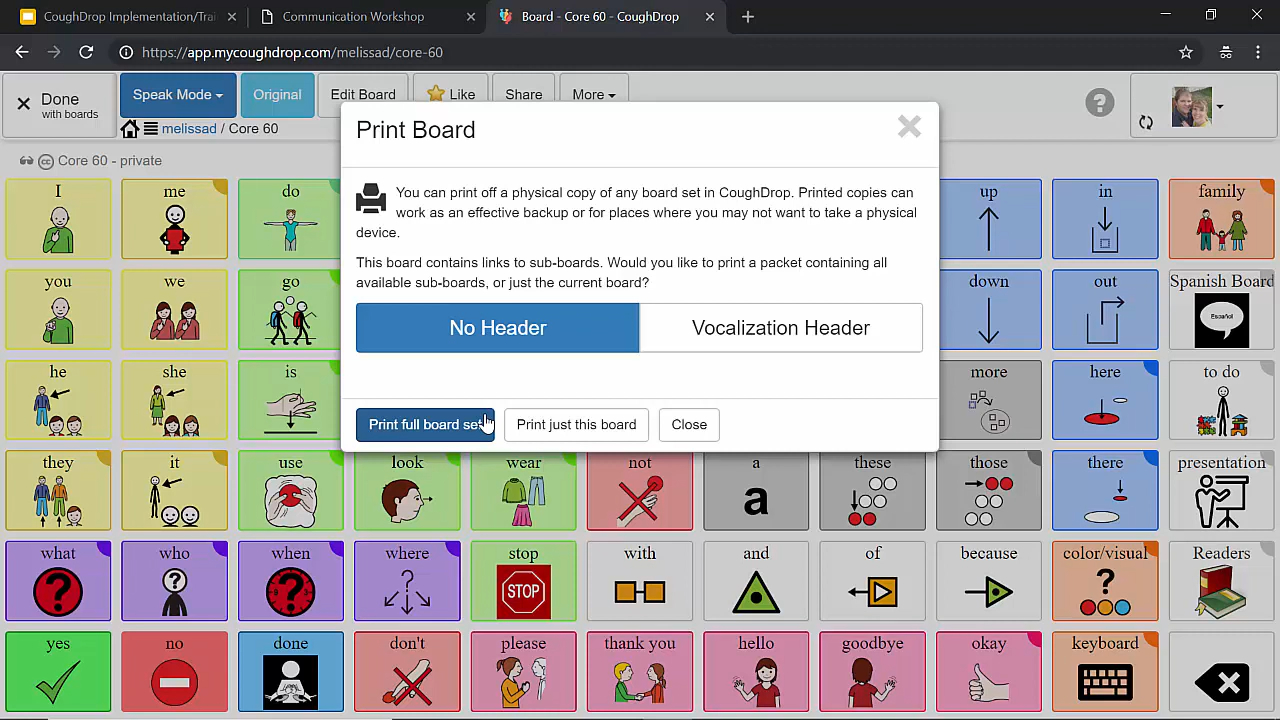 CoughDrop Implementation/Trai
Communication Workshop
Board - Core 60 - CoughDrop
https://app.mycoughdrop.com/melissad/core-60
Done
with boards
Speak Mode
Original
Edit Board
Like
Share
More
melissad / Core 60
Core 60 - private
Print Board
You can print off a physical copy of any board set in CoughDrop. Printed copies can
work as an effective backup or for places where you may not want to take a physical
device.
This board contains links to sub-boards. Would you like to print a packet containing all
available sub-boards, or just the current board?
No Header
Vocalization Header
Print full board set
Print just this board
Close
I
me
do
up
in
family
you
we
go
down
out
Spanish Board
Español
he
she
is
more
here
to do
they
it
use
look
wear
not
a
a
these
those
there
presentation
what
who
when
where
stop
STOP
with
and
of
because
color/visual
Readers
yes
no
done
don't
please
thank you
hello
goodbye
okay
keyboard